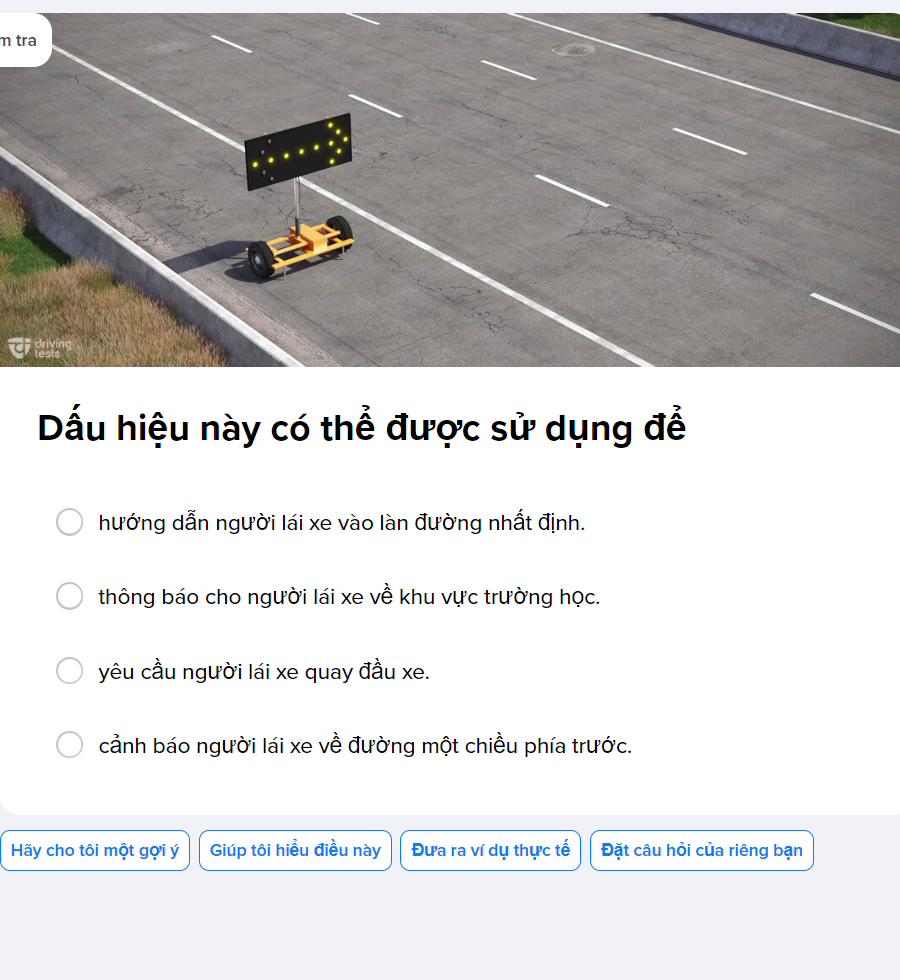 m tra
driving
tests
Dấu hiệu này có thể được sử dụng để
hướng dẫn người lái xe vào làn đường nhất định.
thông báo cho người lái xe về khu vực trường học.
yêu cầu người lái xe quay đầu xe.
cảnh báo người lái xe về đường một chiều phía trước.
Hãy cho tôi một gợi ý
Giúp tôi hiểu điều này
Đưa ra ví dụ thực tế
Đặt câu hỏi của riêng bạn